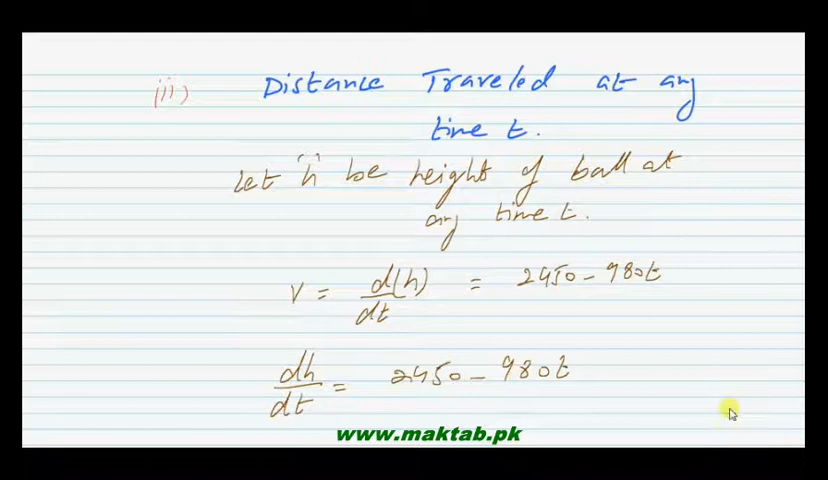 iii) Distance Traveled at any
time t.
Let "h" be height of ball at
any time t.
V = d(h)/dt = 2450 - 980t
dh/dt = 2450 - 980t
www.maktab.pk